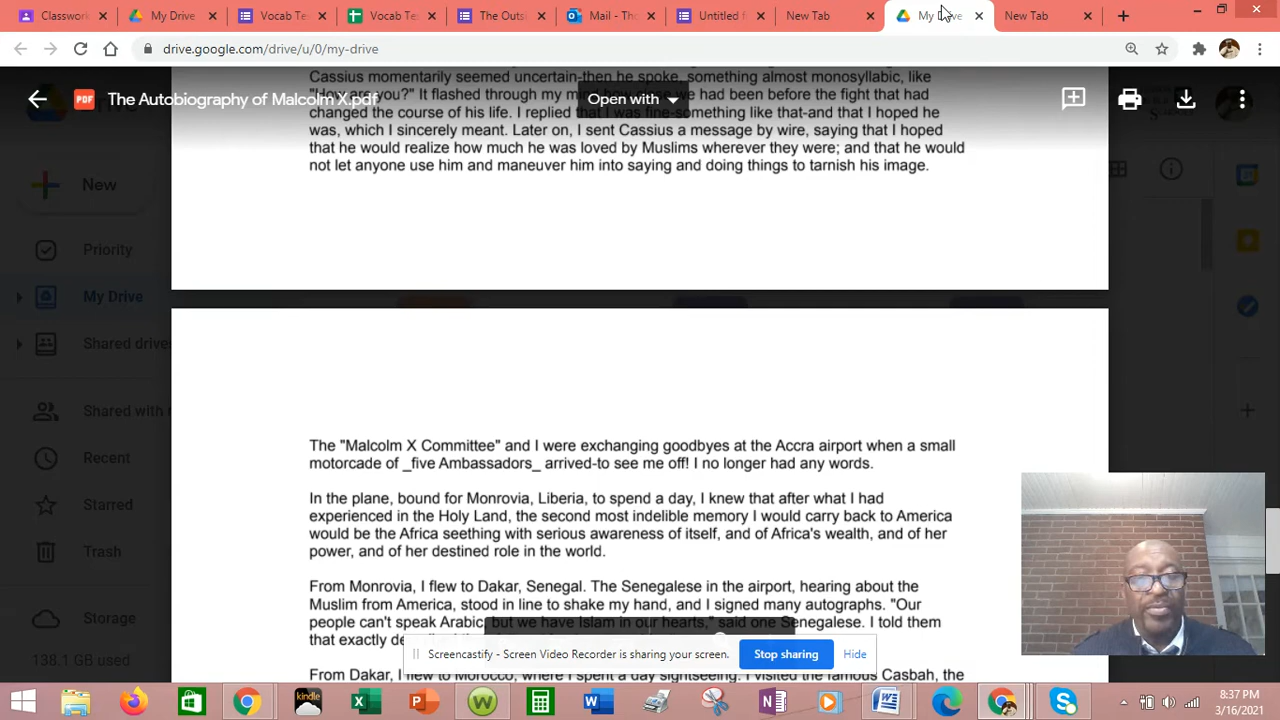 Classwork
My Drive
Vocab Te
Vocab Te
The Outs
Mail - Tho
Untitled f
New Tab
My Drive
New Tab
drive.google.com/drive/u/0/my-drive
Cassius momentarily seemed uncertain-then he spoke, something almost monosyllabic, like
"How are you?" It flashed through my mind how close we had been before the fight that had
changed the course of his life. I replied that I was fine-something like that-and that I hoped he
was, which I sincerely meant. Later on, I sent Cassius a message by wire, saying that I hoped
that he would realize how much he was loved by Muslims wherever they were; and that he would
not let anyone use him and maneuver him into saying and doing things to tarnish his image.
PDF
The Autobiography of Malcolm X.pdf
Open with
New
Priority
My Drive
Shared drive
Shared with
Recent
Starred
Trash
Storage
138.1 GB used
The "Malcolm X Committee" and I were exchanging goodbyes at the Accra airport when a small
motorcade of _five Ambassadors_ arrived-to see me off! I no longer had any words.
In the plane, bound for Monrovia, Liberia, to spend a day, I knew that after what I had
experienced in the Holy Land, the second most indelible memory I would carry back to America
would be the Africa seething with serious awareness of itself, and of Africa's wealth, and of her
power, and of her destined role in the world.
From Monrovia, I flew to Dakar, Senegal. The Senegalese in the airport, hearing about the
Muslim from America, stood in line to shake my hand, and I signed many autographs. "Our
people can't speak Arabic, but we have Islam in our hearts," said one Senegalese. I told them
that exactly de
From Dakar, I flew to Morocco, where I spent a day sightseeing. I visited the famous Casbah, the
Screencastify - Screen Video Recorder is sharing your screen.
Stop sharing
Hide
kindle
8:37 PM
3/16/2021